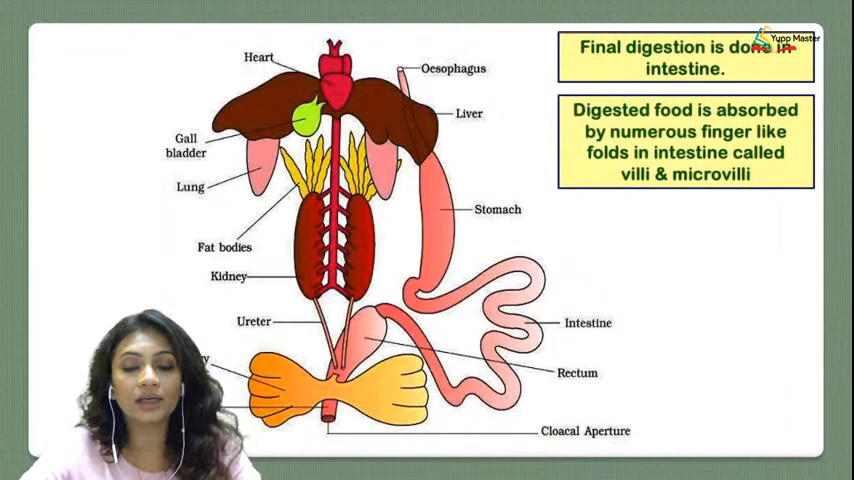 Yupp Master
Final digestion is done in
intestine.
Digested food is absorbed
by numerous finger like
folds in intestine called
villi & microvilli
Heart
Oesophagus
Liver
Gall
bladder
Lung
Stomach
Fat bodies
Kidney
Ureter
Intestine
Rectum
Cloacal Aperture